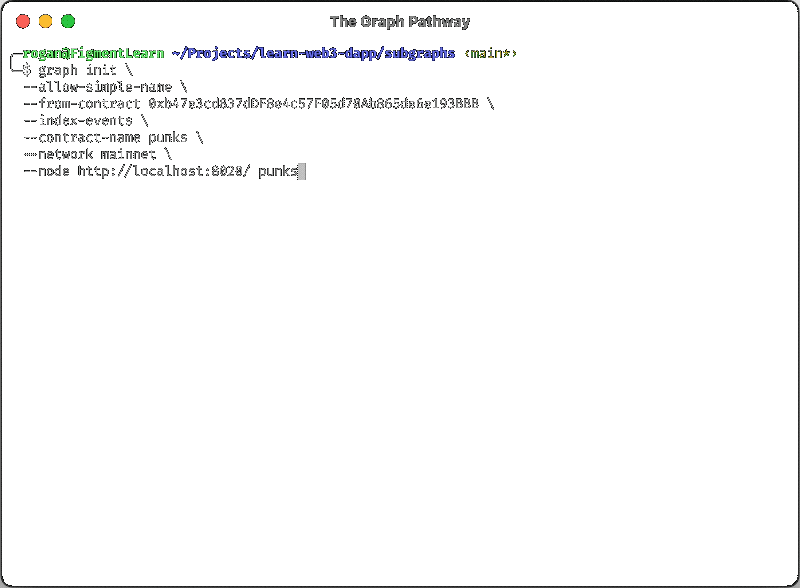 The Graph Pathway
rogan@FigmentLearn ~/Projects/learn-web3-dapp/subgraphs ‹main*›
$ graph init \
--allow-simple-name \
--from-contract 0xb47e3cd837dDF8e4c57F05d70Ab865de6e193BBB \
--index-events \
--contract-name punks \
--network mainnet \
--node http://localhost:8020/ punks